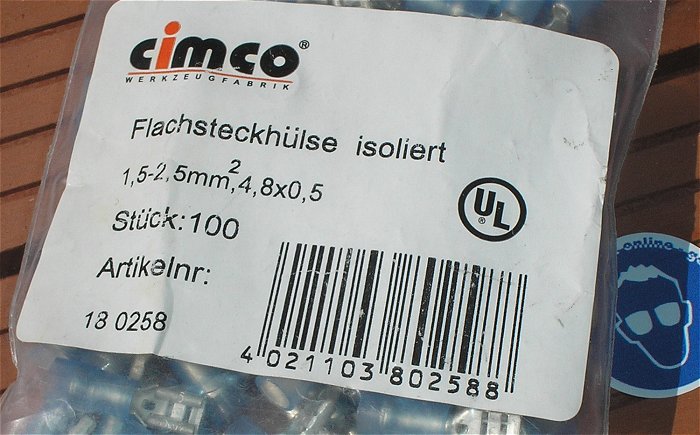 cimco®
WERKZEUGFABRIK
Flachsteckhülse isoliert
1,5-2,5mm²,4,8x0,5
Stück:100
UL®
Artikelnr:
18 0258
4 021103 802588
online